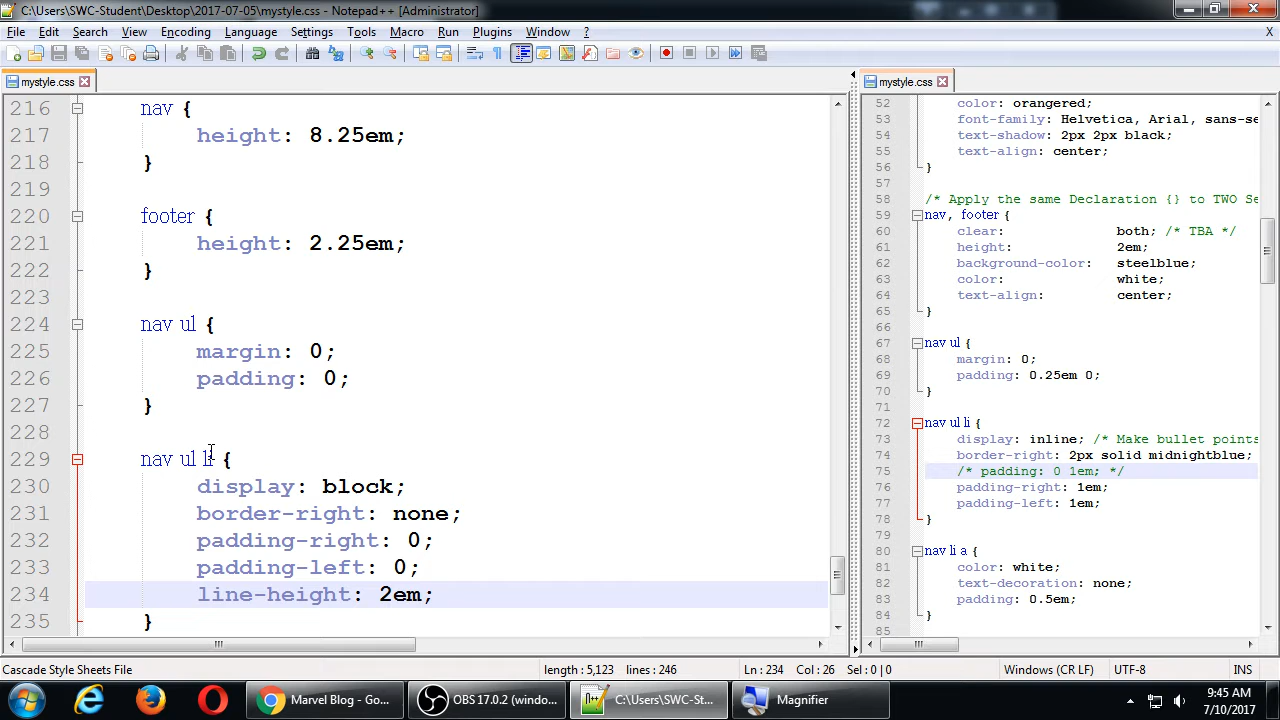 C:\Users\SWC-Student\Desktop\2017-07-05\mystyle.css - Notepad++ [Administrator]
File Edit Search View Encoding Language Settings Tools Macro Run Plugins Window ? X
mystyle.css
216 nav {
217 height: 8.25em;
218 }
219
220 footer {
221 height: 2.25em;
222 }
223
224 nav ul {
225 margin: 0;
226 padding: 0;
227 }
228
229 nav ul li {
230 display: block;
231 border-right: none;
232 padding-right: 0;
233 padding-left: 0;
234 line-height: 2em;
235 }
mystyle.css
52 color: orangered;
53 font-family: Helvetica, Arial, sans-se
54 text-shadow: 2px 2px black;
55 text-align: center;
56 }
57
58 /* Apply the same Declaration {} to TWO Se
59 nav, footer {
60 clear: both; /* TBA */
61 height: 2em;
62 background-color: steelblue;
63 color: white;
64 text-align: center;
65 }
66
67 nav ul {
68 margin: 0;
69 padding: 0.25em 0;
70 }
71
72 nav ul li {
73 display: inline; /* Make bullet points
74 border-right: 2px solid midnightblue;
75 /* padding: 0 1em; */
76 padding-right: 1em;
77 padding-left: 1em;
78 }
79
80 nav li a {
81 color: white;
82 text-decoration: none;
83 padding: 0.5em;
84 }
85
Cascade Style Sheets File length : 5,123 lines : 246 Ln : 234 Col : 26 Sel : 0 | 0 Windows (CR LF) UTF-8 INS
Marvel Blog - Go... OBS 17.0.2 (windo... C:\Users\SWC-St... Magnifier
9:45 AM
7/10/2017